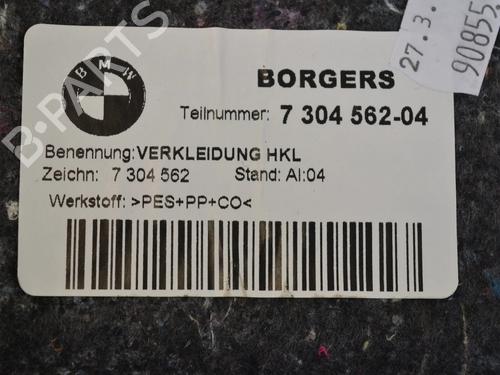 BMW
BORGERS
Teilnummer: 7 304 562-04
Benennung:VERKLEIDUNG HKL
Zeichn: 7 304 562 Stand: AI:04
Werkstoff: >PES+PP+CO<
27.3.
90855
B-PARTS